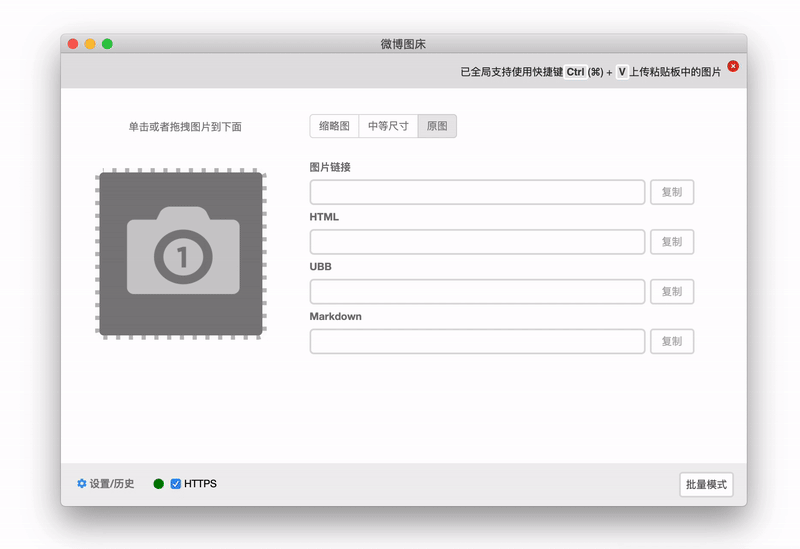 微博图床
已全局支持使用快捷键 Ctrl (⌘) + V 上传粘贴板中的图片
单击或者拖拽图片到下面
缩略图 中等尺寸 原图
1
图片链接
复制
HTML
复制
UBB
复制
Markdown
复制
设置/历史 HTTPS 批量模式